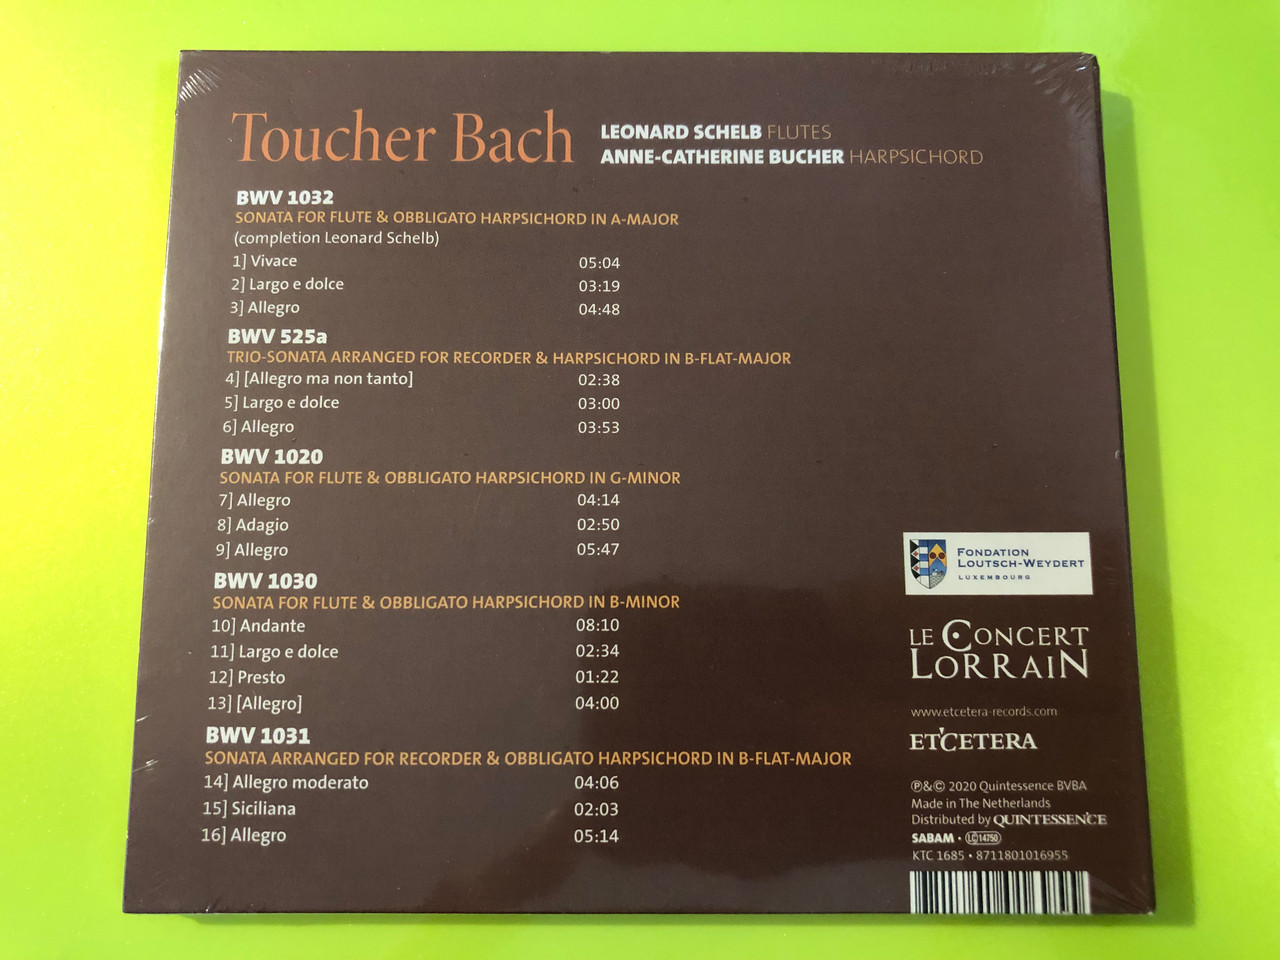 Toucher Bach
LEONARD SCHELB FLUTES
ANNE-CATHERINE BUCHER HARPSICHORD
BWV 1032
SONATA FOR FLUTE & OBBLIGATO HARPSICHORD IN A-MAJOR
(completion Leonard Schelb)
1] Vivace 05:04
2] Largo e dolce 03:19
3] Allegro 04:48
BWV 525a
TRIO-SONATA ARRANGED FOR RECORDER & HARPSICHORD IN B-FLAT-MAJOR
4] [Allegro ma non tanto] 02:38
5] Largo e dolce 03:00
6] Allegro 03:53
BWV 1020
SONATA FOR FLUTE & OBBLIGATO HARPSICHORD IN G-MINOR
7] Allegro 04:14
8] Adagio 02:50
9] Allegro 05:47
BWV 1030
SONATA FOR FLUTE & OBBLIGATO HARPSICHORD IN B-MINOR
10] Andante 08:10
11] Largo e dolce 02:34
12] Presto 01:22
13] [Allegro] 04:00
BWV 1031
SONATA ARRANGED FOR RECORDER & OBBLIGATO HARPSICHORD IN B-FLAT-MAJOR
14] Allegro moderato 04:06
15] Siciliana 02:03
16] Allegro 05:14
FONDATION
LOUTSCH-WEYDERT
LUXEMBOURG
LE CONCERT
LORRAIN
www.etcetera-records.com
ET'CETERA
℗&© 2020 Quintessence BVBA
Made in The Netherlands
Distributed by QUINTESSENCE
SABAM • LC 14750
KTC 1685 • 8711801016955